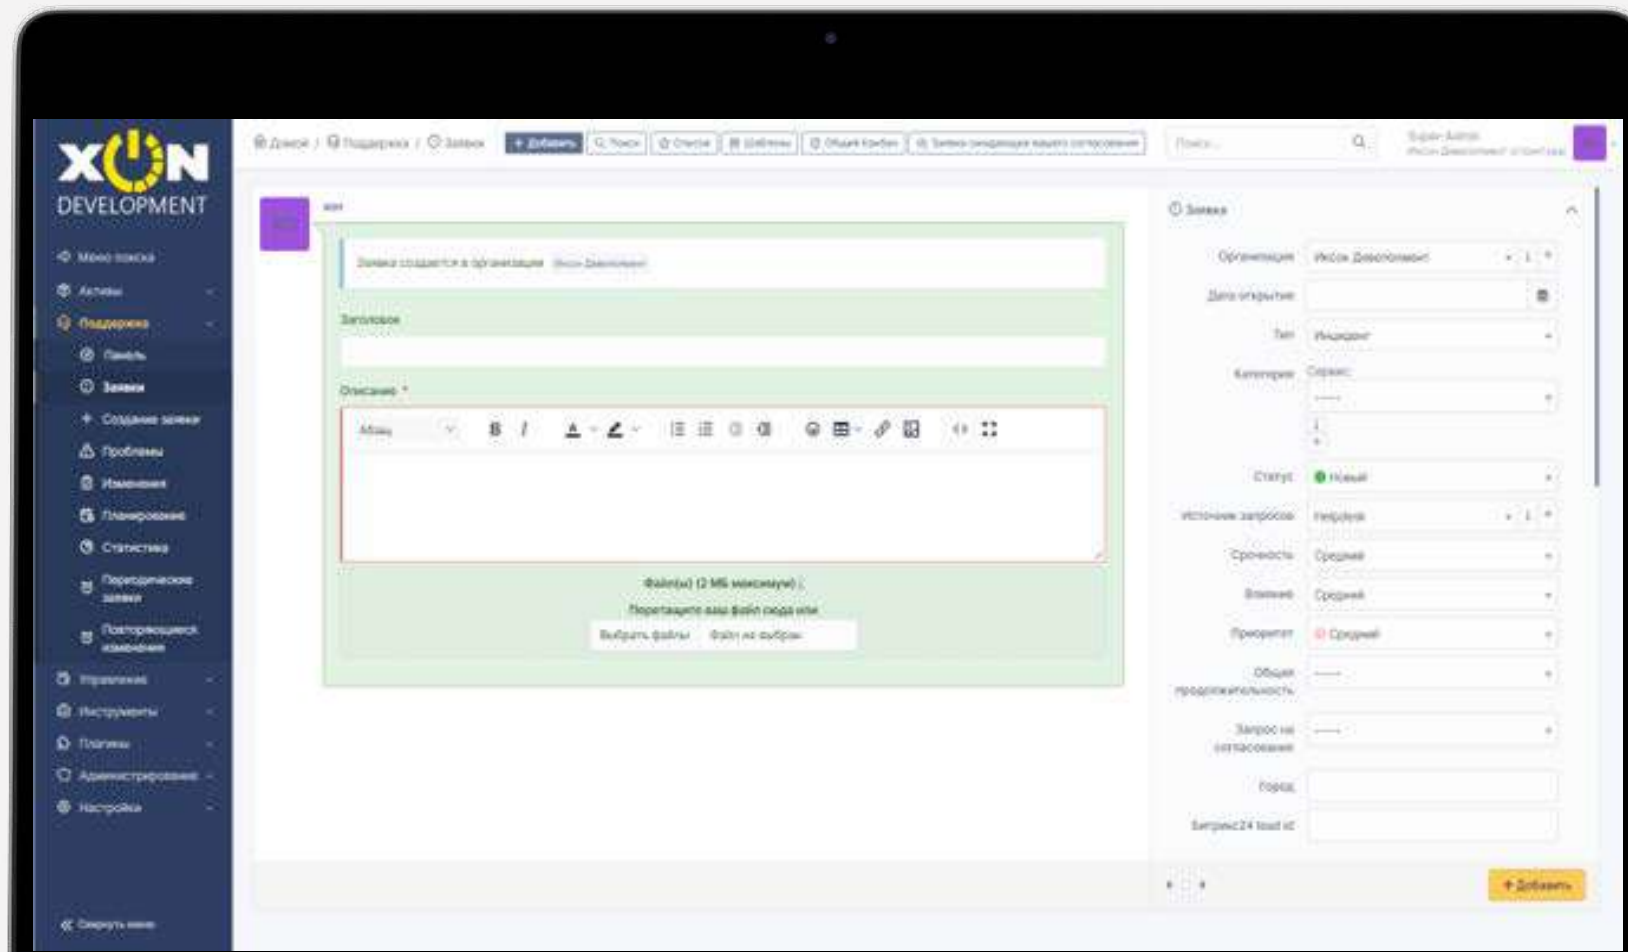 XON
DEVELOPMENT
Меню поиска
Активы
Поддержка
Панель
Заявки
+ Создание заявки
Проблемы
Изменения
Планирование
Статистика
Периодические
заявки
Повторяющиеся
изменения
Управление
Инструменты
Плагины
Администрирование
Настройки
Свернуть меню
Домой / Поддержка / Заявки
+ Добавить
Поиск
Список
Шаблоны
Общий Канбан
Заявки ожидающие вашего согласования
Поиск...
Super-Admin
Заявка создается в организации Иксон Девелопмент
Заголовок
Описание *
Абзац
Файл(ы) (2 МБ максимум)
Перетащите ваш файл сюда или
Выбрать файлы Файл не выбран
Заявка
Организация Иксон Девелопмент
Дата открытия
Тип Инцидент
Категория Сервис:
-----
Статус Новый
Источник запросов Helpdesk
Срочность Средний
Влияние Средний
Приоритет Средний
Общая -----
продолжительность
Запрос на -----
согласование
Город
Битрикс24 lead id
+ Добавить